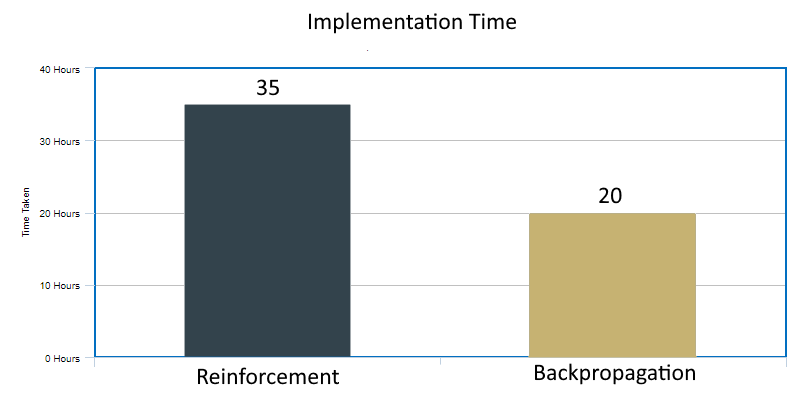 Implementation Time
40 Hours
35
30 Hours
20
20 Hours
Time Taken
10 Hours
0 Hours
Reinforcement
Backpropagation